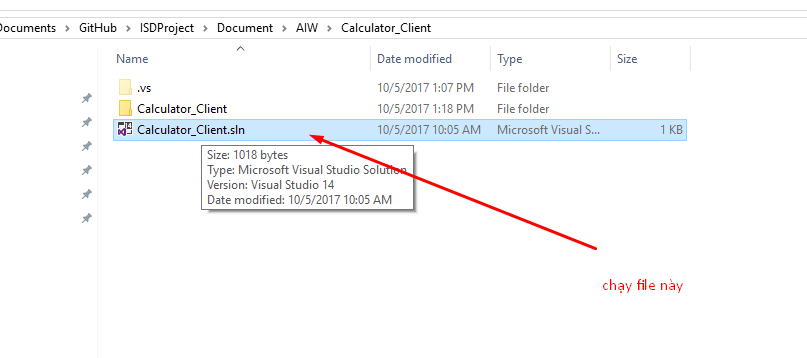 Documents > GitHub > ISDProject > Document > AIW > Calculator_Client
Name Date modified Type Size
.vs 10/5/2017 1:07 PM File folder
Calculator_Client 10/5/2017 1:18 PM File folder
Calculator_Client.sln 10/5/2017 10:05 AM Microsoft Visual S... 1 KB
Size: 1018 bytes
Type: Microsoft Visual Studio Solution
Version: Visual Studio 14
Date modified: 10/5/2017 10:05 AM
chạy file này